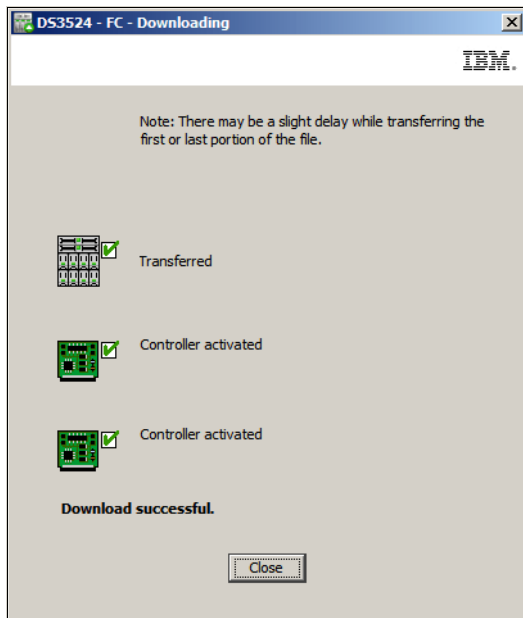 DS3524 - FC - Downloading
IBM.
Note: There may be a slight delay while transferring the
first or last portion of the file.
Transferred
Controller activated
Controller activated
Download successful.
Close